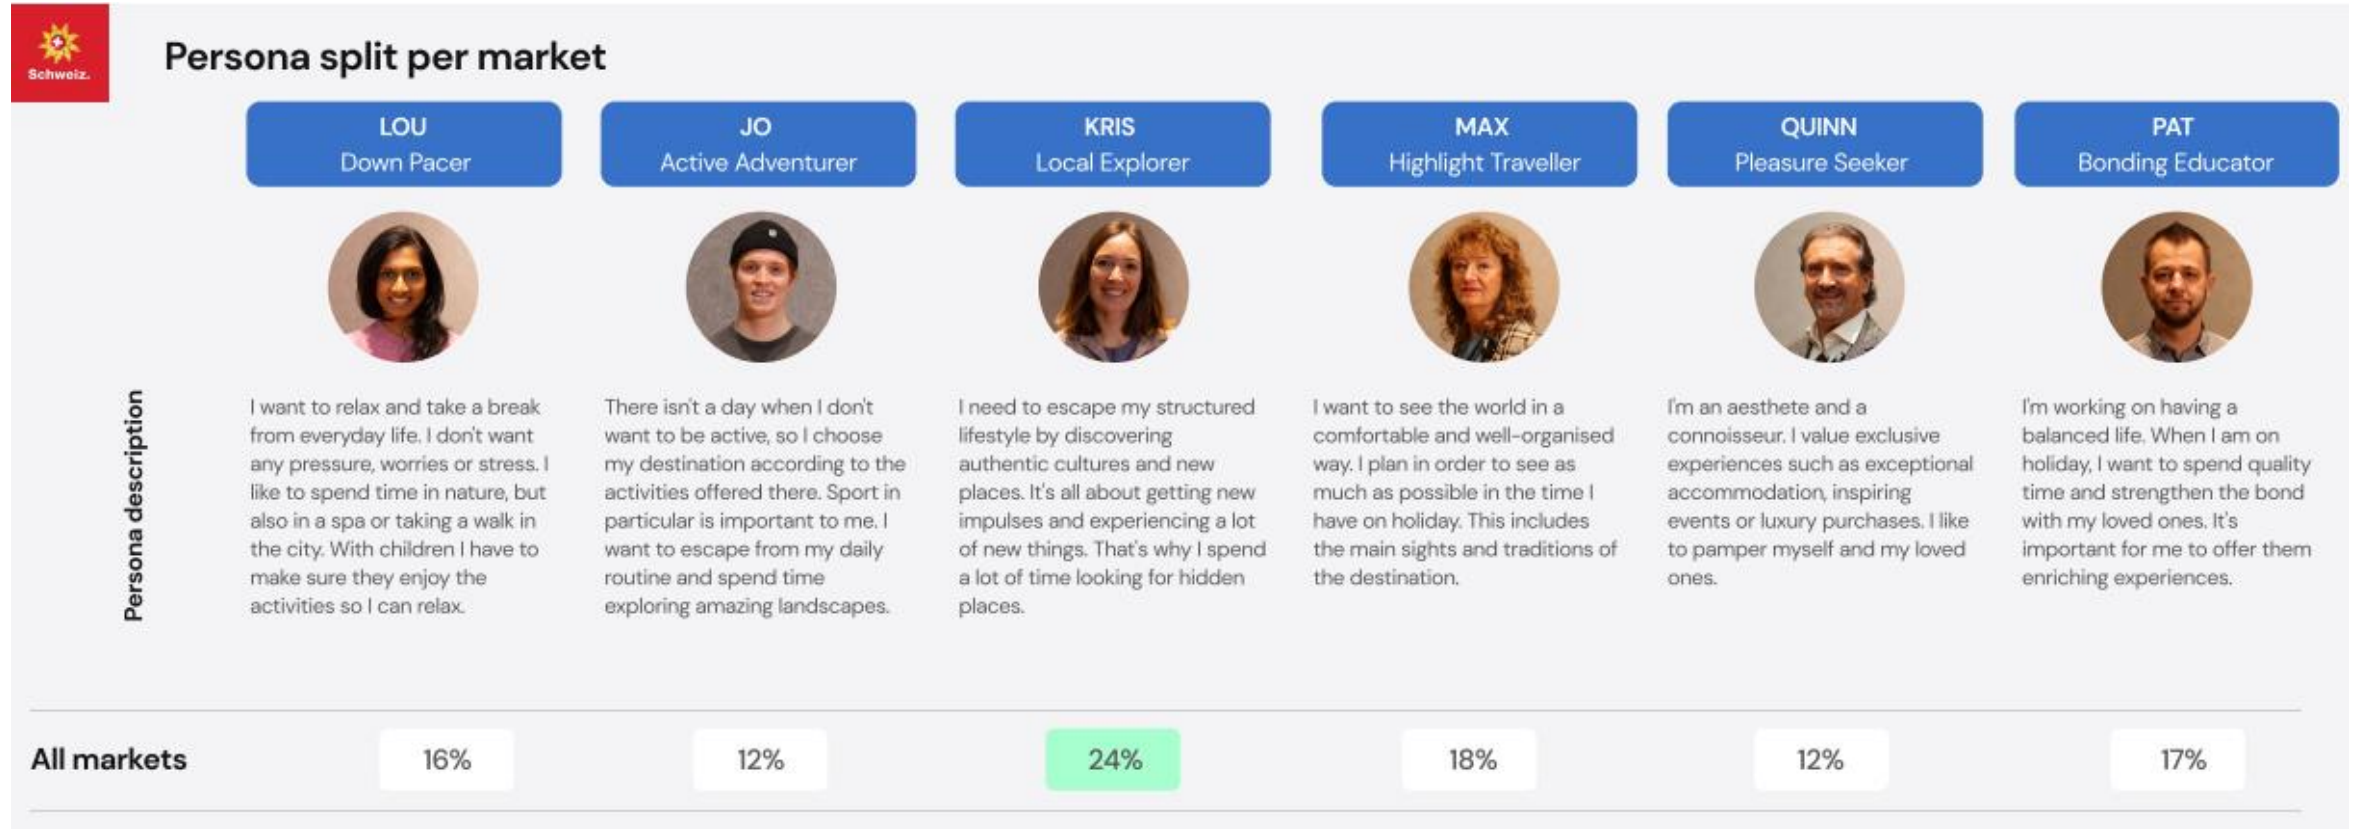 Schweiz.
Persona split per market
LOU
Down Pacer
JO
Active Adventurer
KRIS
Local Explorer
MAX
Highlight Traveller
QUINN
Pleasure Seeker
PAT
Bonding Educator
Persona description
I want to relax and take a break
from everyday life. I don't want
any pressure, worries or stress. I
like to spend time in nature, but
also in a spa or taking a walk in
the city. With children I have to
make sure they enjoy the
activities so I can relax.
There isn't a day when I don't
want to be active, so I choose
my destination according to the
activities offered there. Sport in
particular is important to me. I
want to escape from my daily
routine and spend time
exploring amazing landscapes.
I need to escape my structured
lifestyle by discovering
authentic cultures and new
places. It's all about getting new
impulses and experiencing a lot
of new things. That's why I spend
a lot of time looking for hidden
places.
I want to see the world in a
comfortable and well-organised
way. I plan in order to see as
much as possible in the time I
have on holiday. This includes
the main sights and traditions of
the destination.
I'm an aesthete and a
connoisseur. I value exclusive
experiences such as exceptional
accommodation, inspiring
events or luxury purchases. I like
to pamper myself and my loved
ones.
I'm working on having a
balanced life. When I am on
holiday, I want to spend quality
time and strengthen the bond
with my loved ones. It's
important for me to offer them
enriching experiences.
All markets
16%
12%
24%
18%
12%
17%